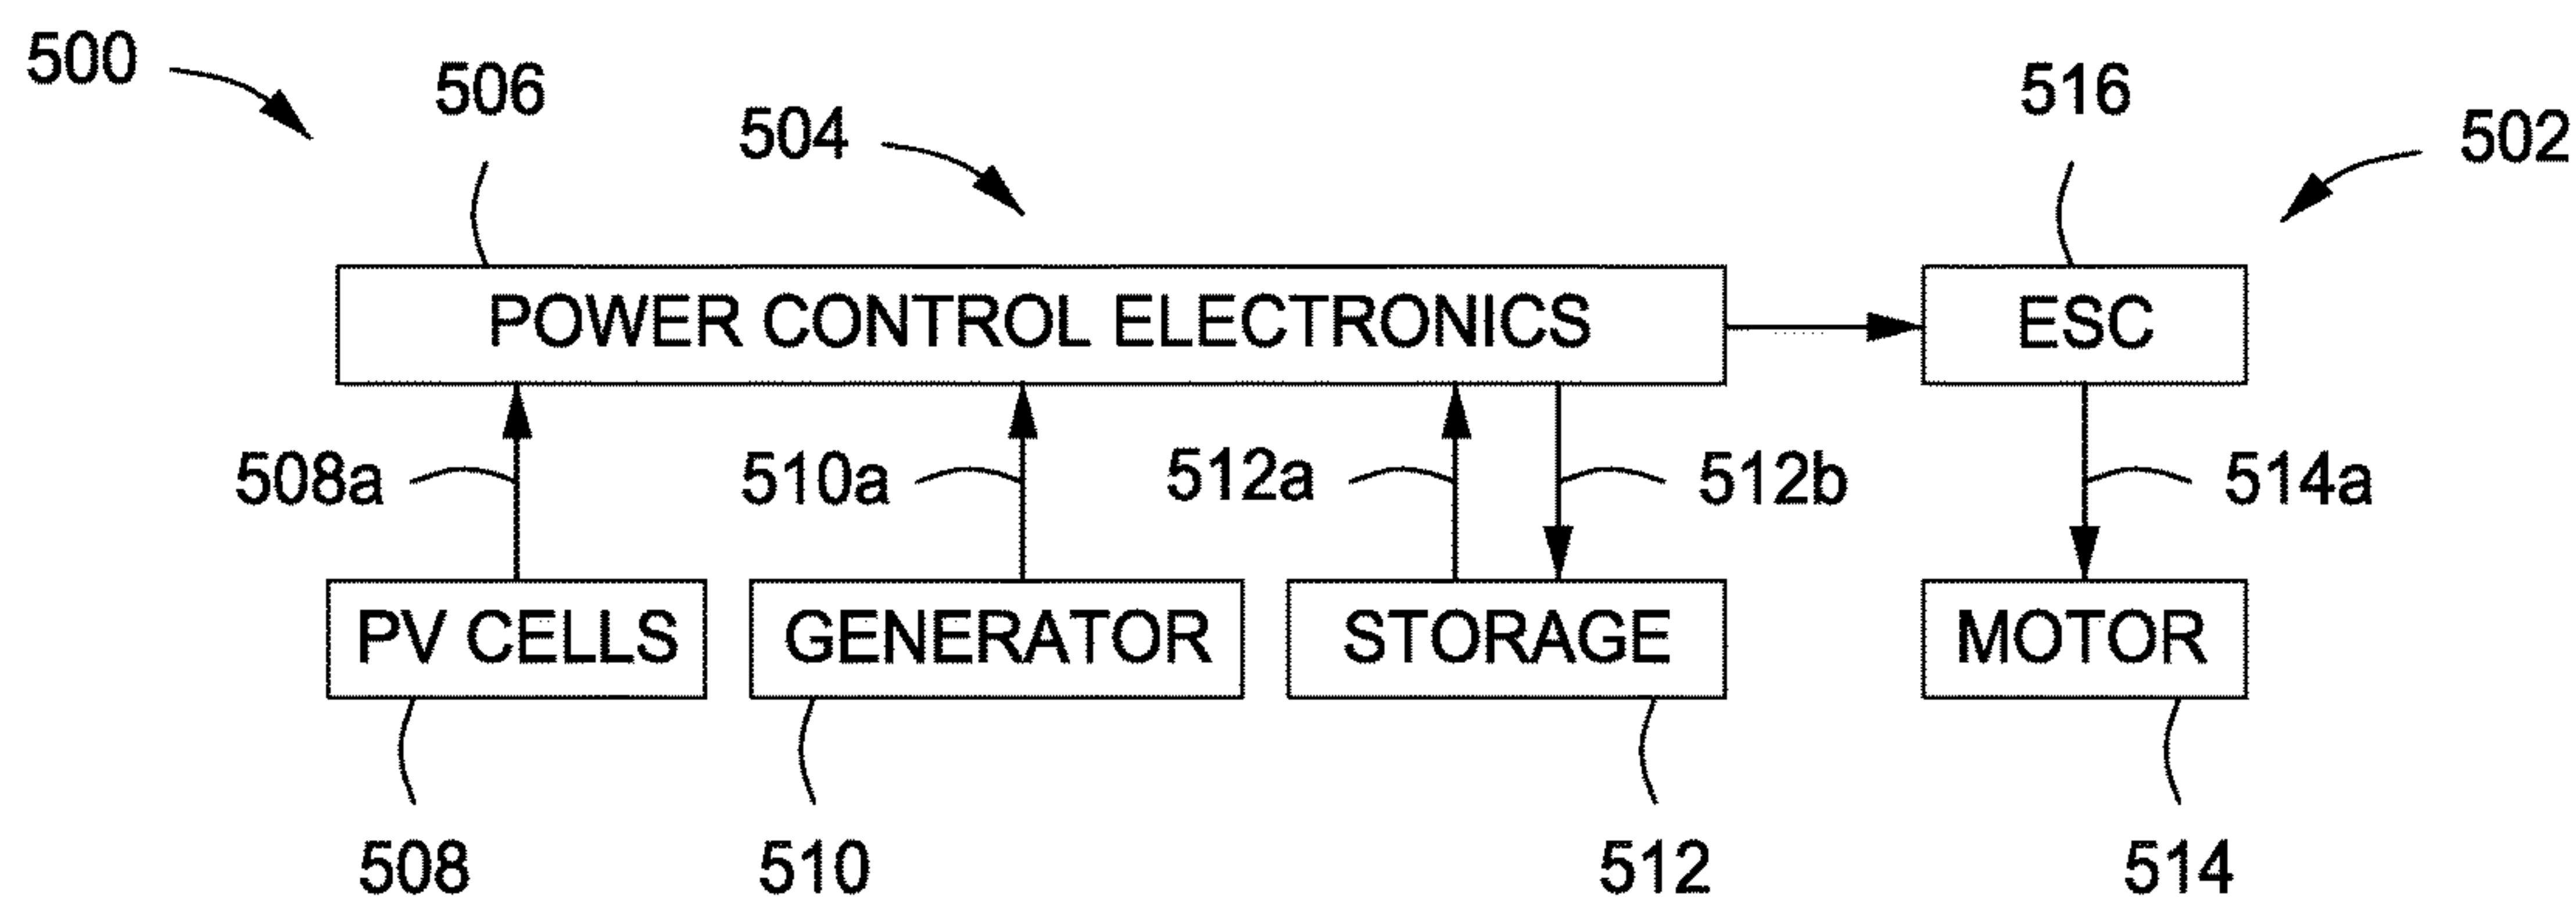 500
506
504
516
502
POWER CONTROL ELECTRONICS
ESC
508a
510a
512a
512b
514a
PV CELLS
GENERATOR
STORAGE
MOTOR
508
510
512
514